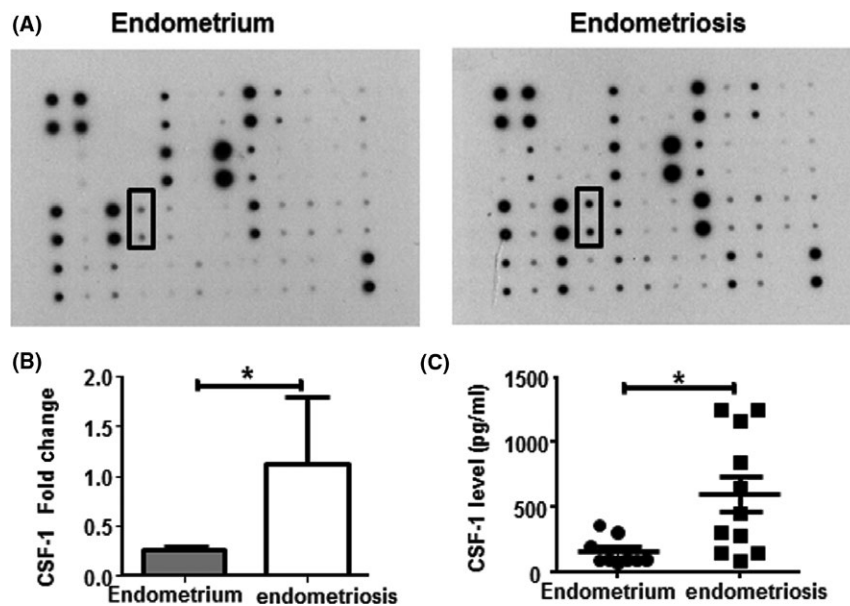 (A)
Endometrium
Endometriosis
(B)
CSF-1 Fold change
2.0
1.5
1.0
0.5
0.0
*
Endometrium
endometriosis
(C)
CSF-1 level (pg/ml)
1500
1000
500
0
*
Endometrium
endometriosis